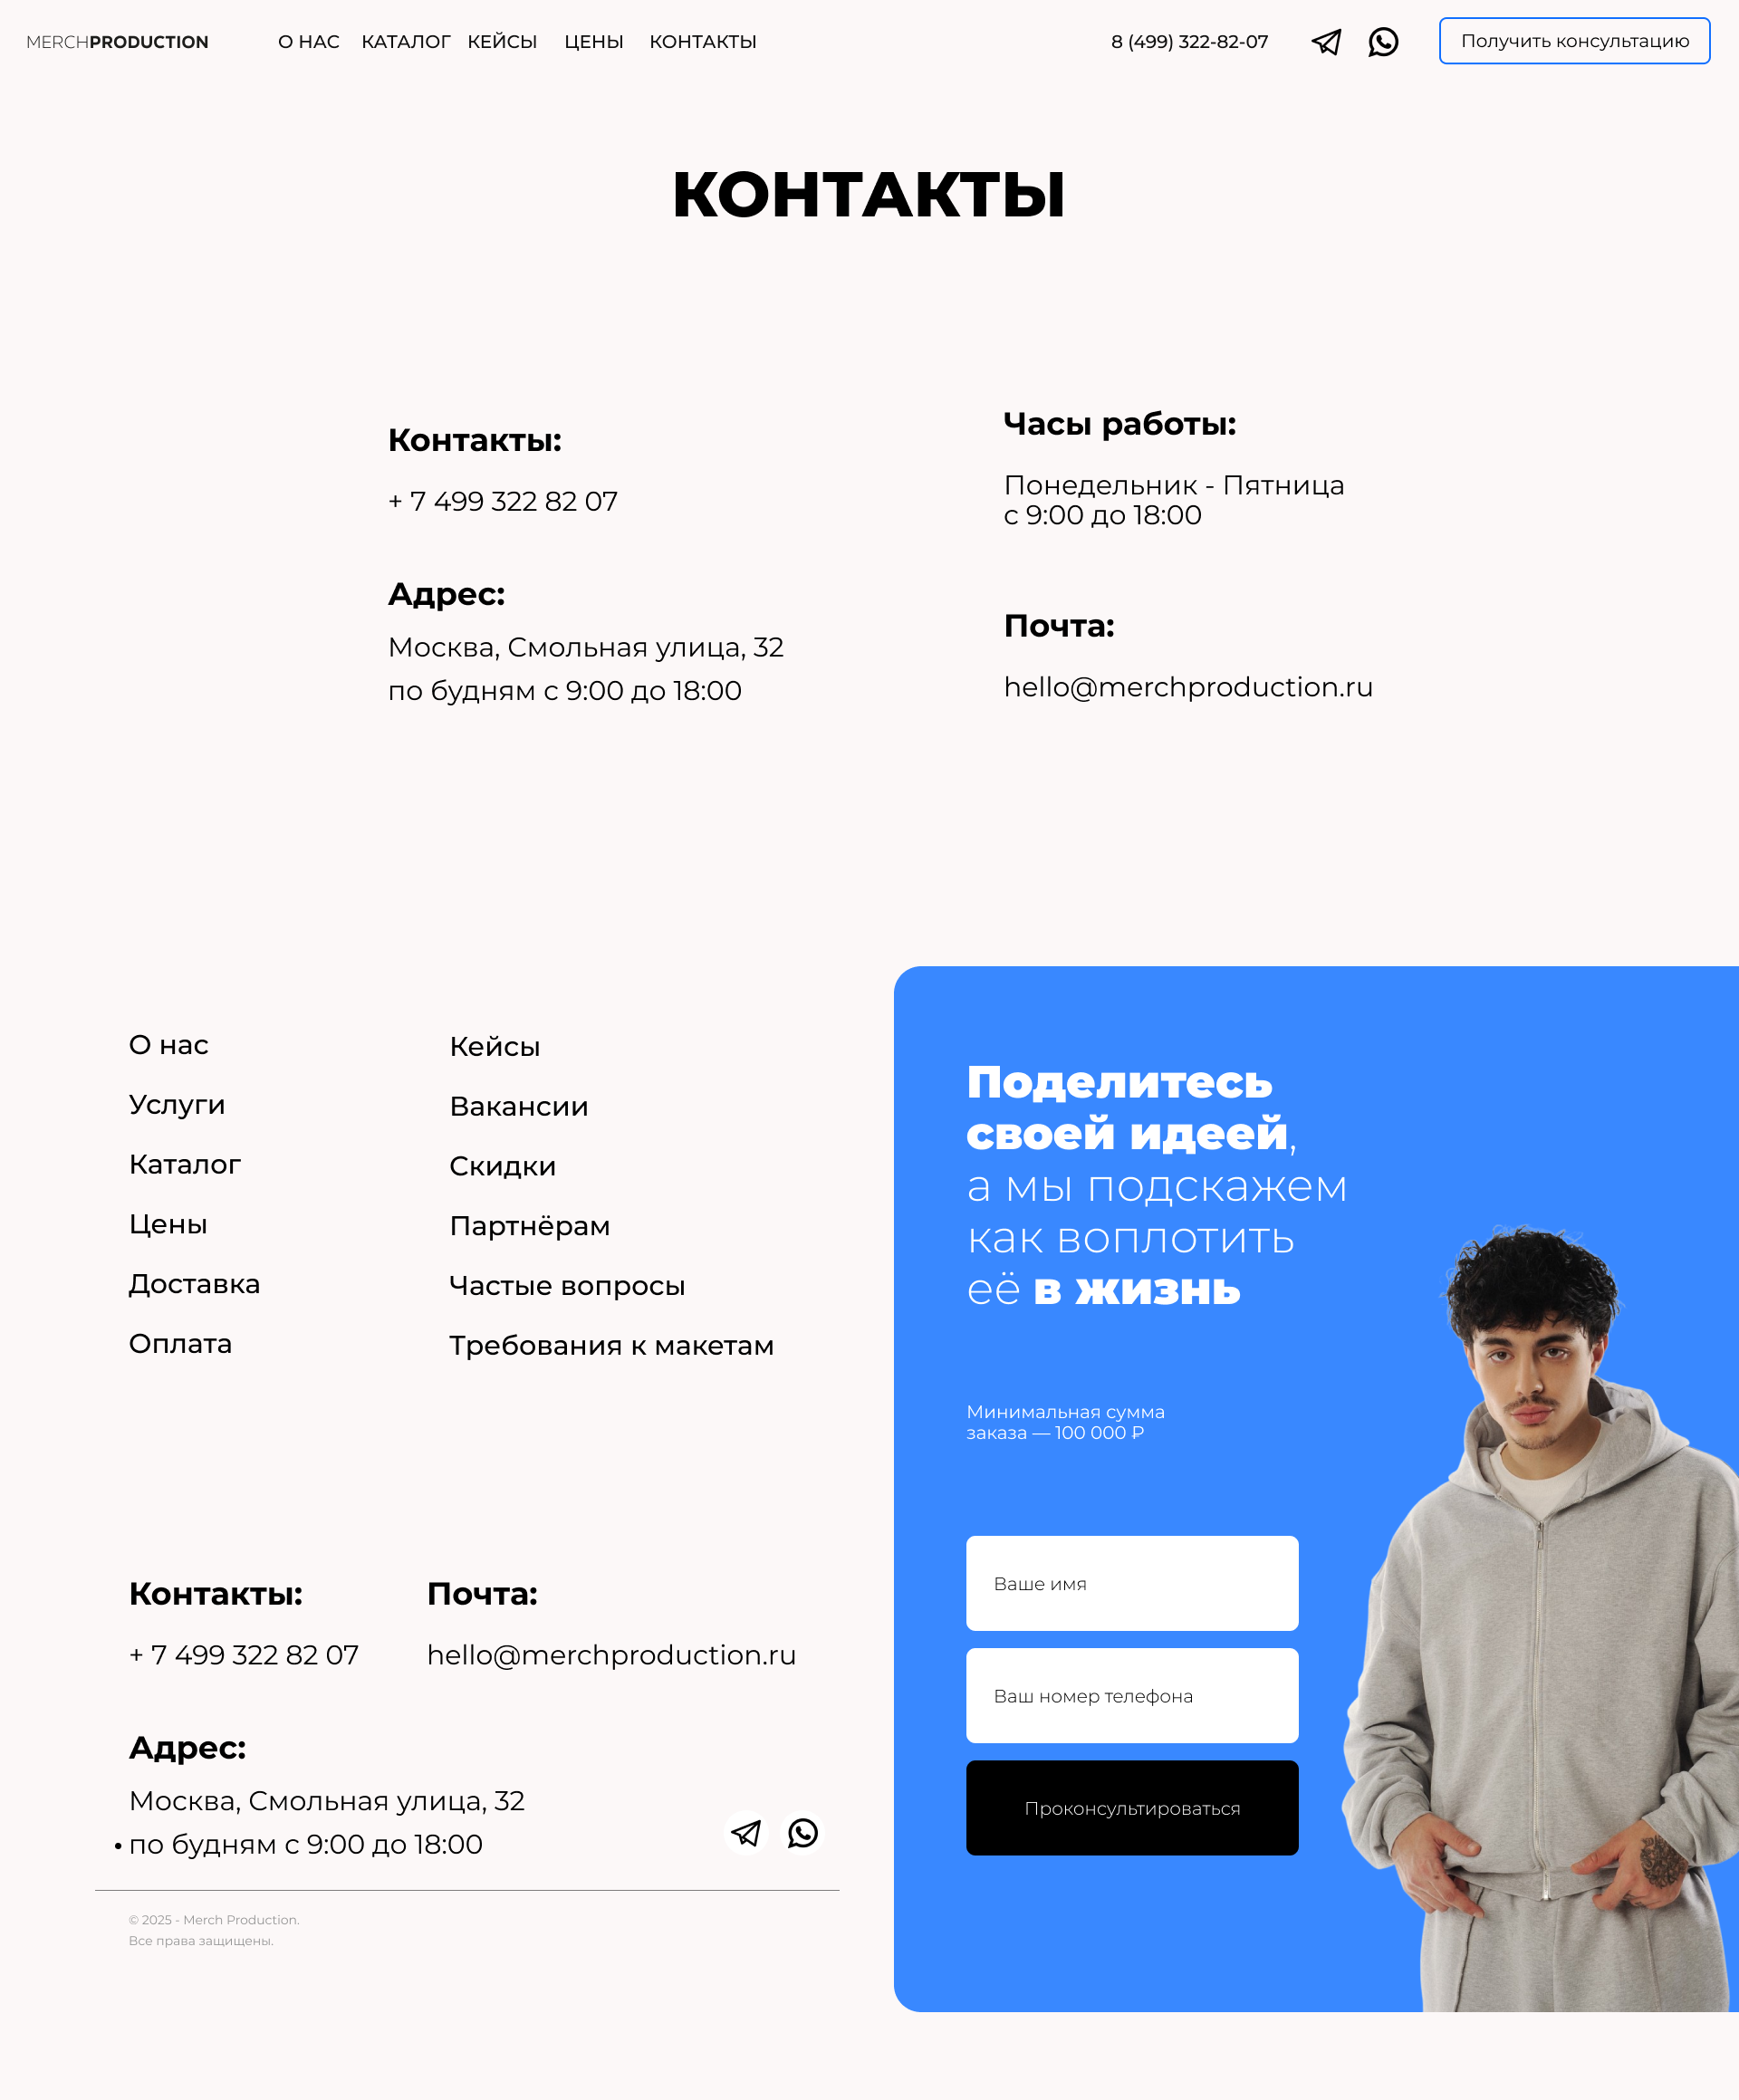 MERCHPRODUCTION
О НАС КАТАЛОГ КЕЙСЫ ЦЕНЫ КОНТАКТЫ
8 (499) 322-82-07
Получить консультацию
КОНТАКТЫ
Контакты:
+ 7 499 322 82 07
Адрес:
Москва, Смольная улица, 32
по будням с 9:00 до 18:00
Часы работы:
Понедельник - Пятница
с 9:00 до 18:00
Почта:
hello@merchproduction.ru
О нас
Услуги
Каталог
Цены
Доставка
Оплата
Кейсы
Вакансии
Скидки
Партнёрам
Частые вопросы
Требования к макетам
Контакты:
+ 7 499 322 82 07
Почта:
hello@merchproduction.ru
Адрес:
Москва, Смольная улица, 32
• по будням с 9:00 до 18:00
© 2025 - Merch Production.
Все права защищены.
Поделитесь
своей идеей,
а мы подскажем
как воплотить
её в жизнь
Минимальная сумма
заказа — 100 000 ₽
Ваше имя
Ваш номер телефона
Проконсультироваться